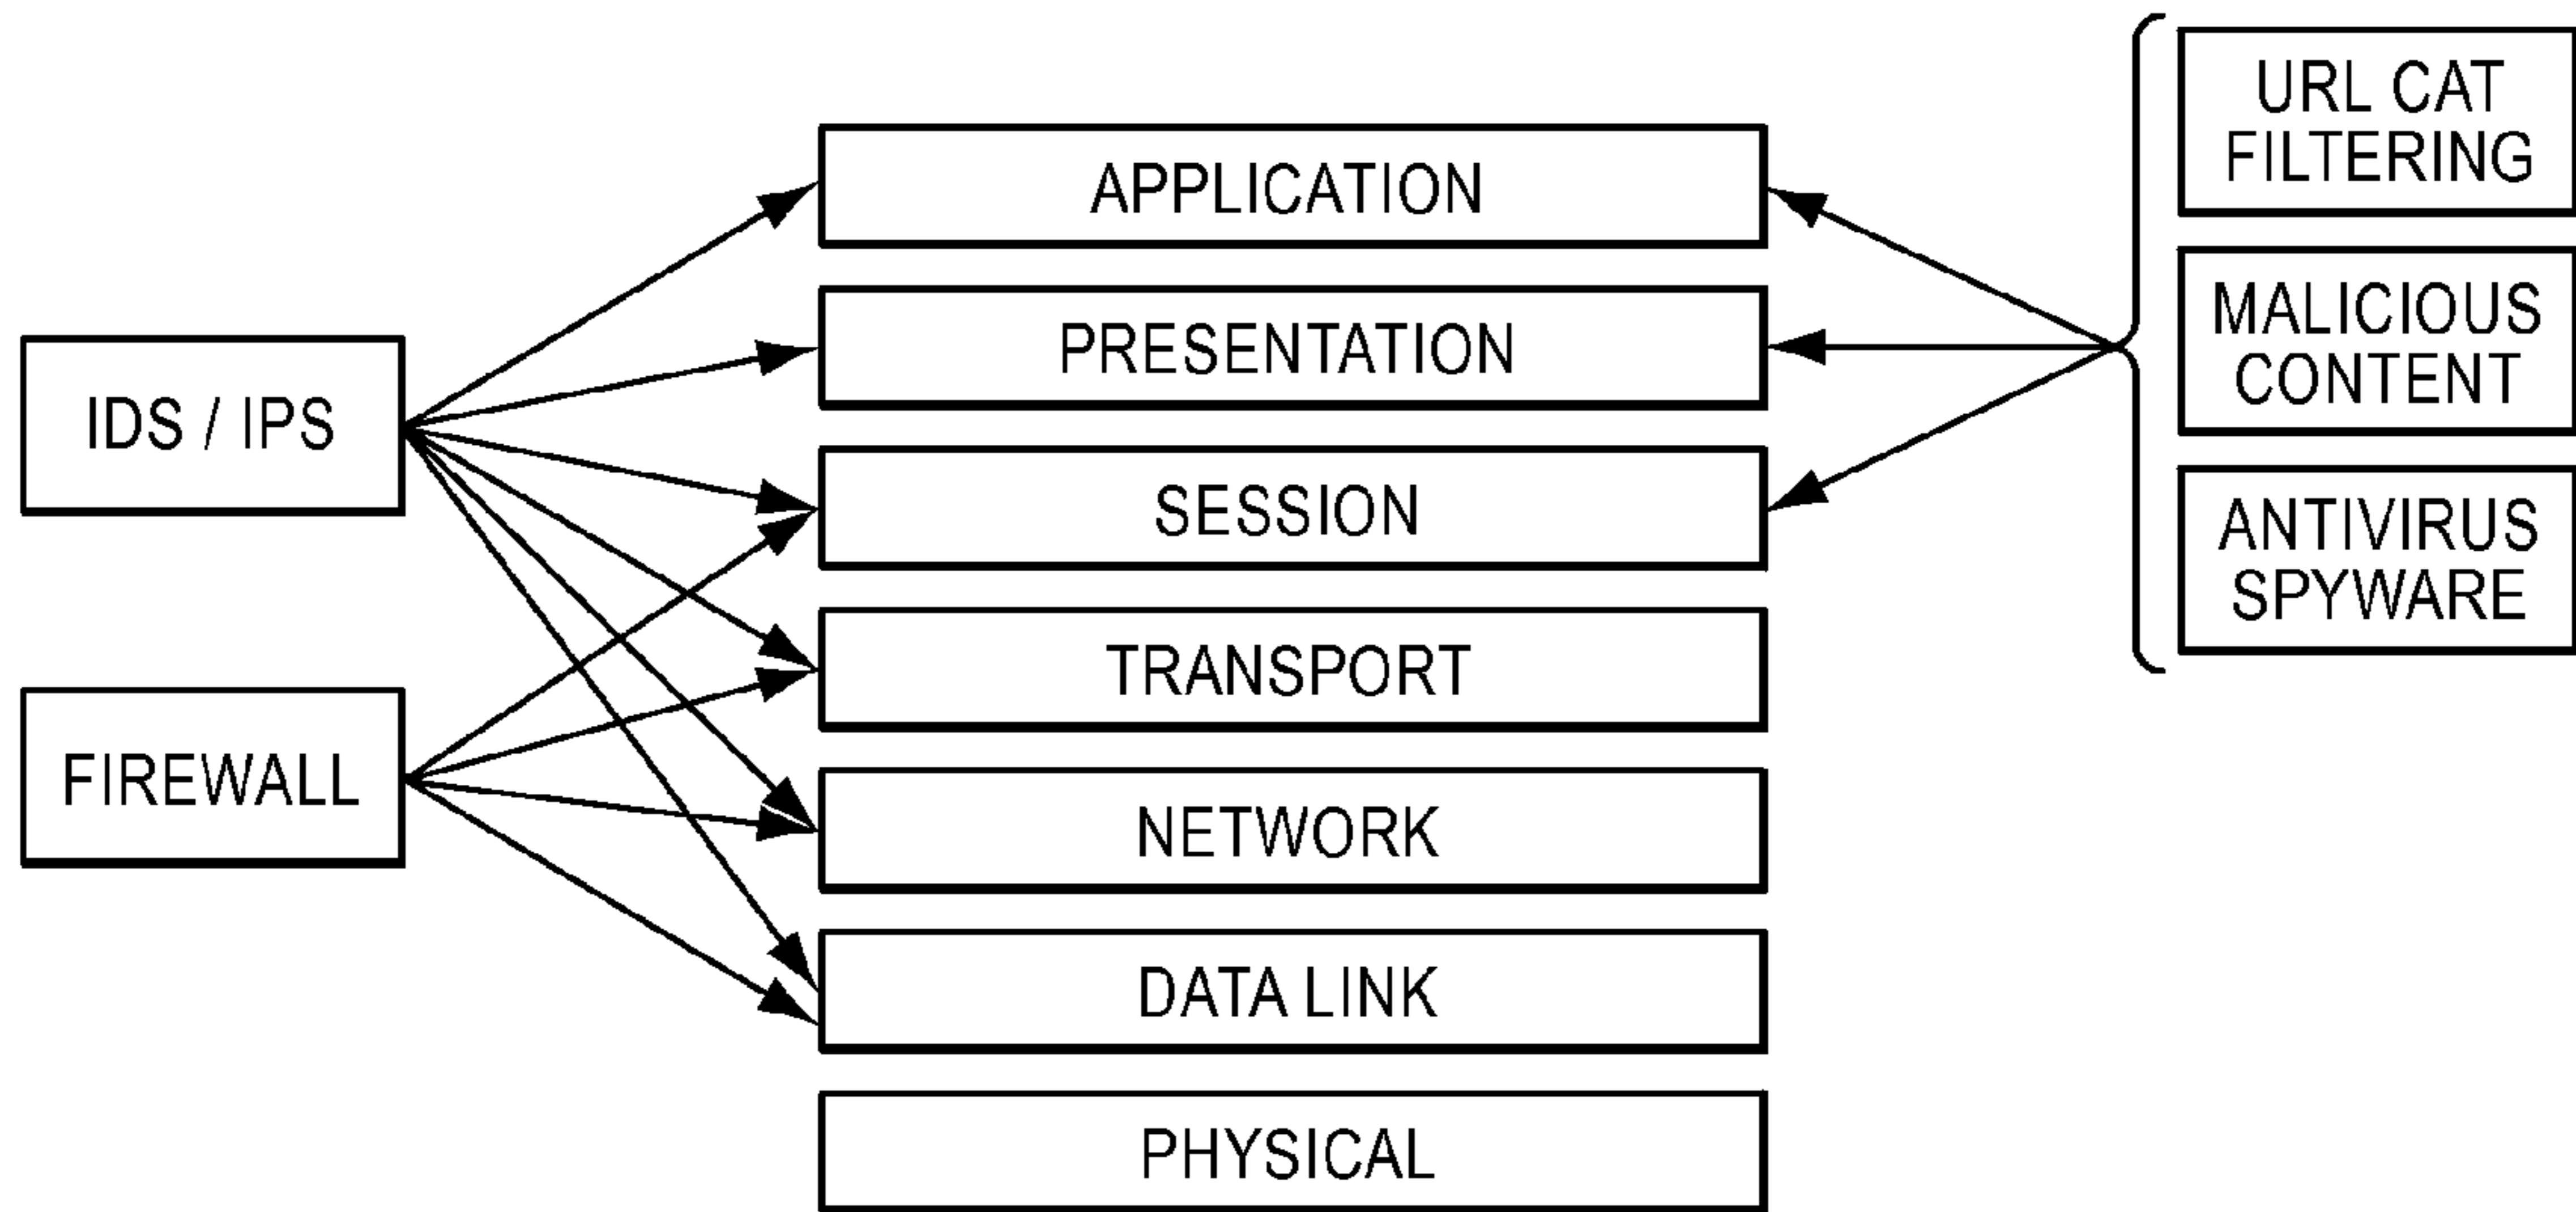 IDS / IPS
FIREWALL
APPLICATION
PRESENTATION
SESSION
TRANSPORT
NETWORK
DATA LINK
PHYSICAL
URL CAT
FILTERING
MALICIOUS
CONTENT
ANTIVIRUS
SPYWARE